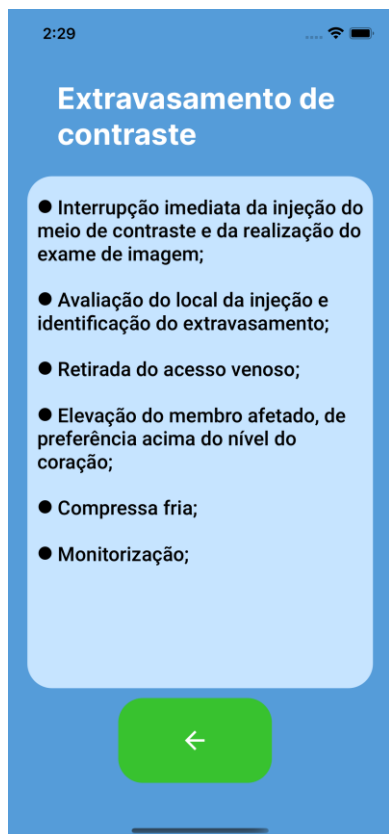 2:29
Extravasamento de
contraste
● Interrupção imediata da injeção do
meio de contraste e da realização do
exame de imagem;
● Avaliação do local da injeção e
identificação do extravasamento;
● Retirada do acesso venoso;
● Elevação do membro afetado, de
preferência acima do nível do
coração;
● Compressa fria;
● Monitorização;